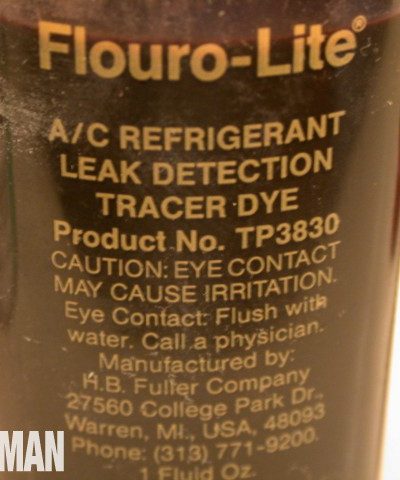 Flouro-Lite®
A/C REFRIGERANT
LEAK DETECTION
TRACER DYE
Product No. TP3830
CAUTION: EYE CONTACT
MAY CAUSE IRRITATION.
Eye Contact: Flush with
water. Call a physician.
Manufactured by:
H.B. Fuller Company
27560 College Park Dr.,
Warren, MI., USA, 48093
Phone: (313) 771-9200.
1 Fluid Oz.
MAN